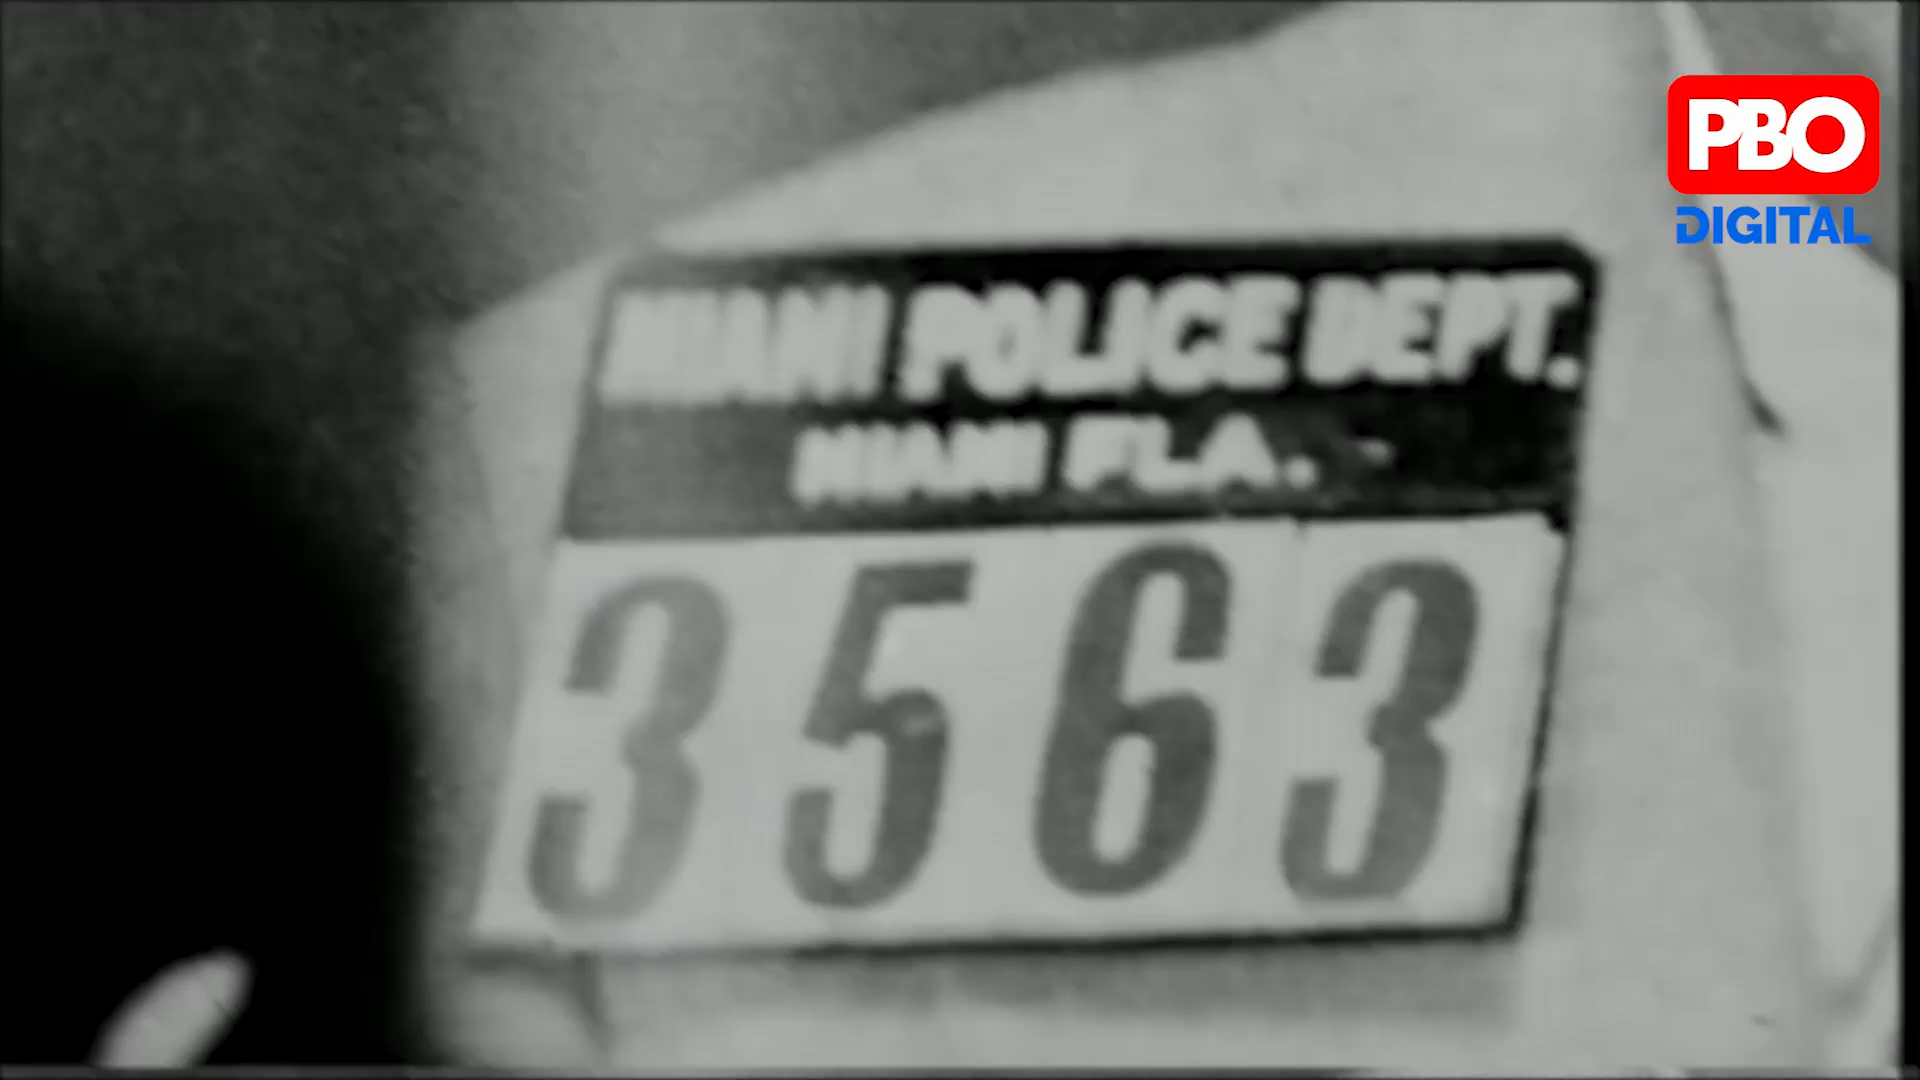 PBO
DIGITAL
MIAMI POLICE DEPT.
MIAMI FLA.
3563